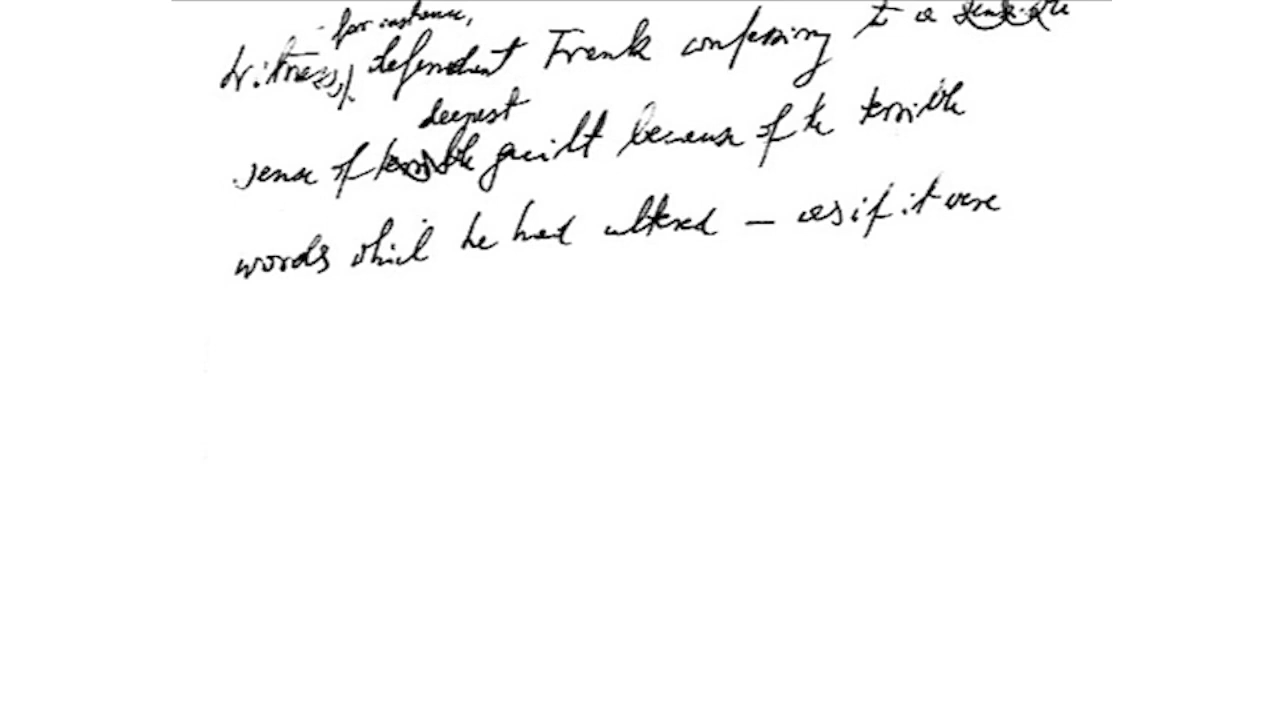 - for instance,
Witness, defendant Frank confessing to a
deepest
sense of terrible guilt because of the terrible
words which he had uttered — as if it were